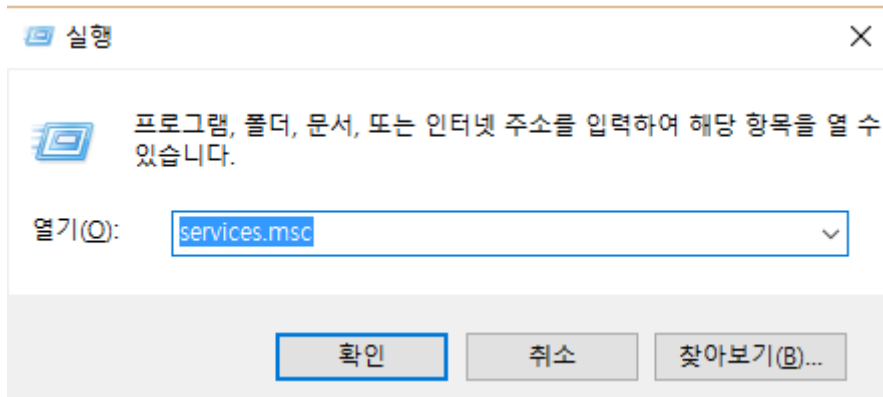 실행
프로그램, 폴더, 문서, 또는 인터넷 주소를 입력하여 해당 항목을 열 수
있습니다.
열기(O): services.msc
확인 취소 찾아보기(B)...